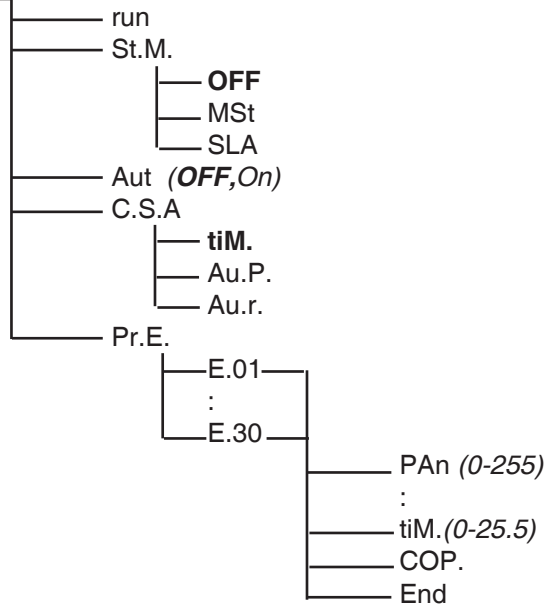 run
St.M.
OFF
MSt
SLA
Aut (OFF,On)
C.S.A
tiM.
Au.P.
Au.r.
Pr.E.
E.01
:
E.30
PAn (0-255)
:
tiM.(0-25.5)
COP.
End